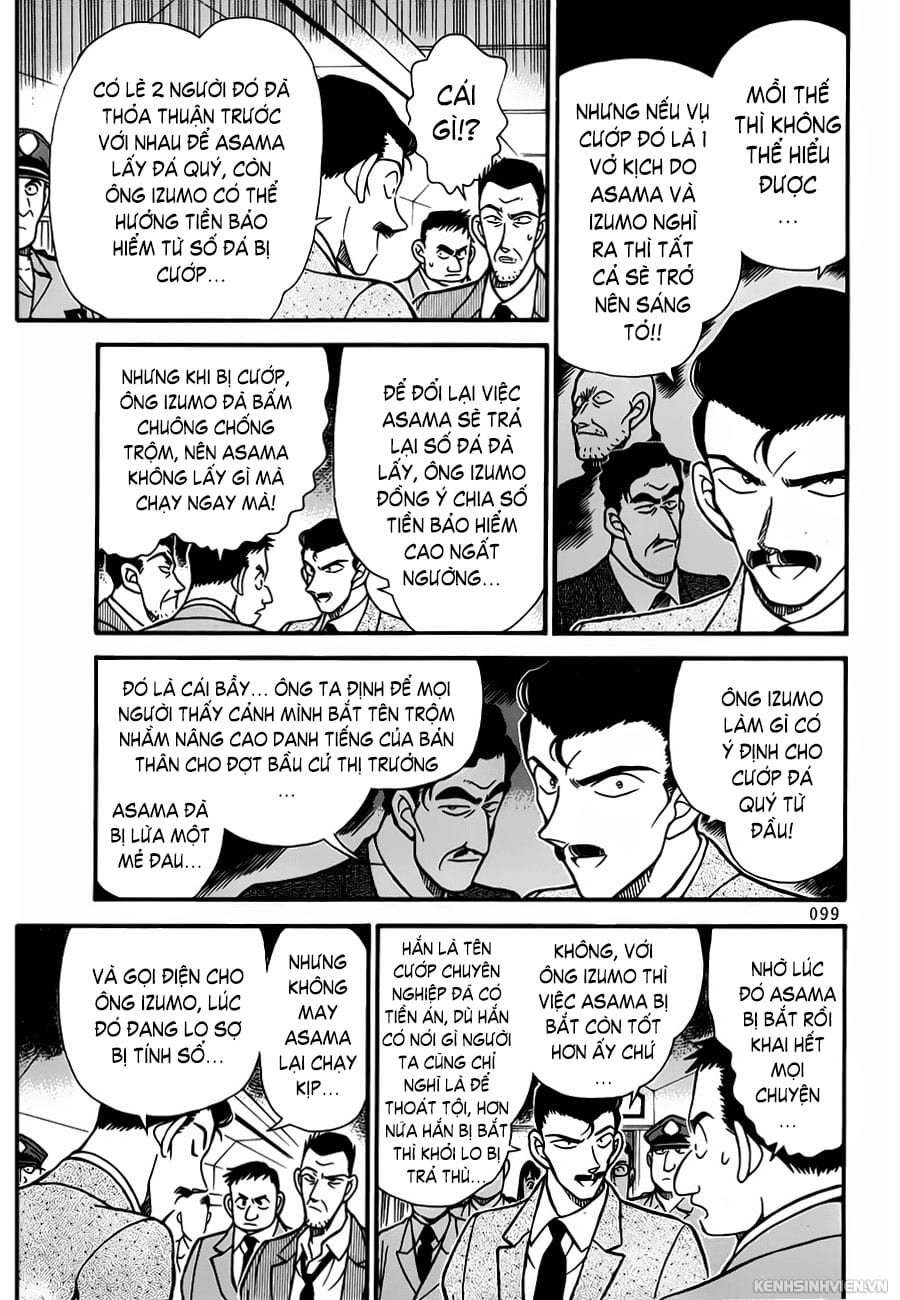 MỒI THẾ
THÌ KHÔNG
THỂ HIỂU
ĐƯỢC
...
NHƯNG NẾU VỤ
CƯỚP ĐÓ LÀ 1
VỞ KỊCH DO
ASAMA VÀ
IZUMO NGHĨ
RA THÌ TẤT
CẢ SẼ TRỞ
NÊN SÁNG
TỎ!!
CÁI
GÌ!?
CÓ LẼ 2 NGƯỜI ĐÓ ĐÃ
THỎA THUẬN TRƯỚC
VỚI NHAU ĐỂ ASAMA
LẤY ĐÁ QUÝ, CÒN
ÔNG IZUMO CÓ THỂ
HƯỞNG TIỀN BẢO
HIỂM TỪ SỐ ĐÁ BỊ
CƯỚP...
ĐỂ ĐỔI LẠI VIỆC
ASAMA SẼ TRẢ
LẠI SỐ ĐÁ ĐÃ
LẤY, ÔNG IZUMO
ĐỒNG Ý CHIA SỐ
TIỀN BẢO HIỂM
CAO NGẤT
NGƯỞNG...
NHƯNG KHI BỊ CƯỚP,
ÔNG IZUMO ĐÃ BẤM
CHUÔNG CHỐNG
TRỘM, NÊN ASAMA
KHÔNG LẤY GÌ MÀ
CHẠY NGAY MÀ!
ÔNG IZUMO
LÀM GÌ CÓ
Ý ĐỊNH CHO
CƯỚP ĐÁ
QUÝ TỪ
ĐẦU!
ĐÓ LÀ CÁI BẪY... ÔNG TA ĐỊNH ĐỂ MỌI
NGƯỜI THẤY CẢNH MÌNH BẮT TÊN TRỘM
NHẰM NÂNG CAO DANH TIẾNG CỦA BẢN
THÂN CHO ĐỢT BẦU CỬ THỊ TRƯỞNG
...
ASAMA ĐÃ
BỊ LỪA MỘT
MẺ ĐAU...
099
NHỠ LÚC
ĐÓ ASAMA
BỊ BẮT RỒI
KHAI HẾT
MỌI
CHUYỆN
...
KHÔNG, VỚI
ÔNG IZUMO THÌ
VIỆC ASAMA BỊ
BẮT CÒN TỐT
HƠN ẤY CHỨ
...
HẮN LÀ TÊN
CƯỚP CHUYÊN
NGHIỆP ĐÃ CÓ
TIỀN ÁN, DÙ HẮN
CÓ NÓI GÌ NGƯỜI
TA CŨNG CHỈ
NGHĨ LÀ ĐỂ
THOÁT TỘI, HƠN
NỮA HẮN BỊ BẮT
THÌ KHỎI LO BỊ
TRẢ THÙ.
NHƯNG
KHÔNG
MAY
ASAMA
LẠI CHẠY
KỊP...
VÀ GỌI ĐIỆN CHO
ÔNG IZUMO, LÚC
ĐÓ ĐANG LO SỢ
BỊ TÍNH SỔ...
KENHSINHVIEN.VN